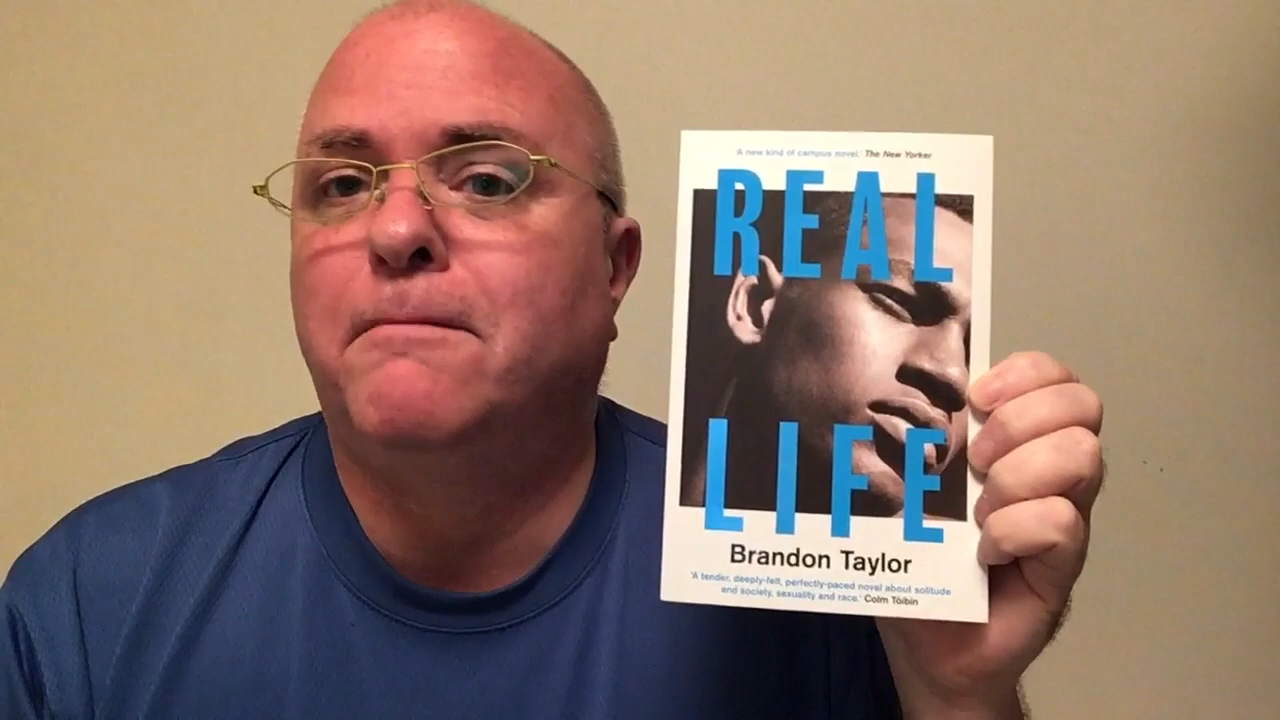 'A new kind of campus novel.' The New Yorker
REAL
LIFE
Brandon Taylor
'A tender, deeply-felt, perfectly-paced novel about solitude
and society, sexuality and race.' Colm Tóibín